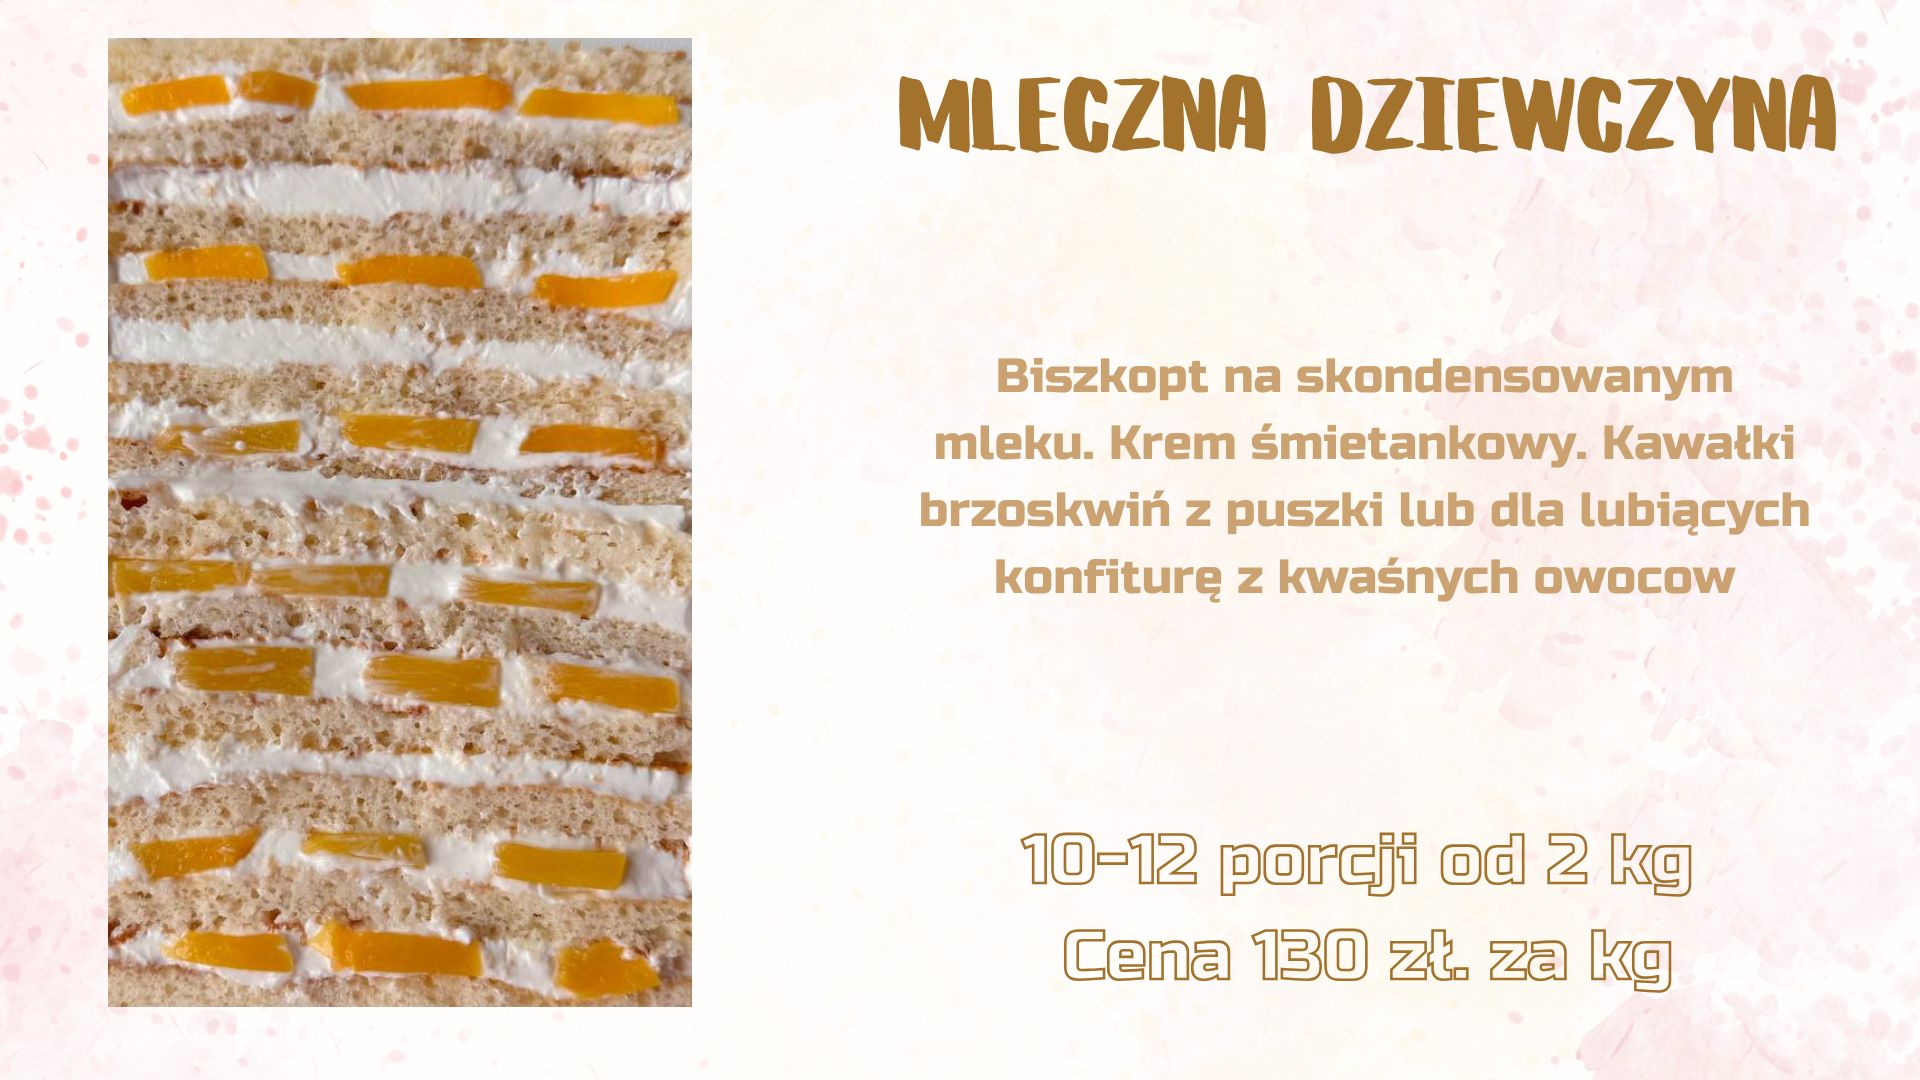 MLECZNA DZIEWCZYNA
Biszkopt na skondensowanym
mleku. Krem śmietankowy. Kawałki
brzoskwiń z puszki lub dla lubiących
konfiturę z kwaśnych owocow
10-12 porcji od 2 kg
Cena 130 zł. za kg